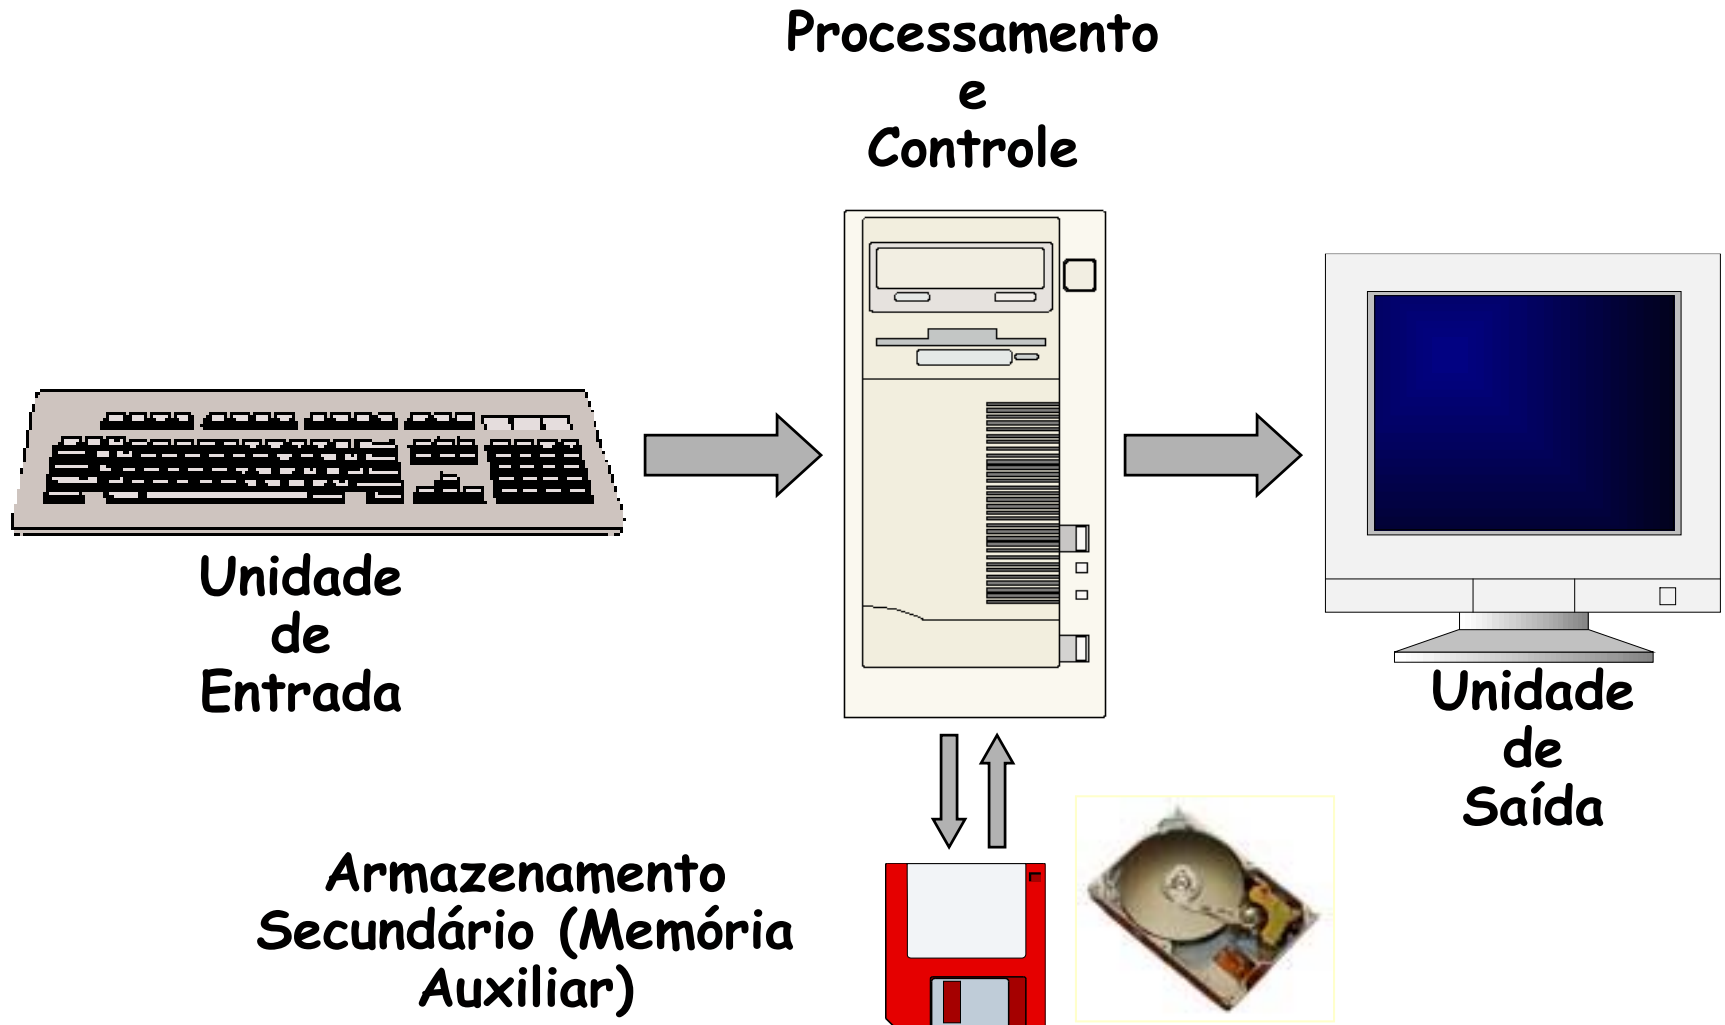 Processamento
e
Controle
Unidade
de
Entrada
Unidade
de
Saída
Armazenamento
Secundário (Memória
Auxiliar)